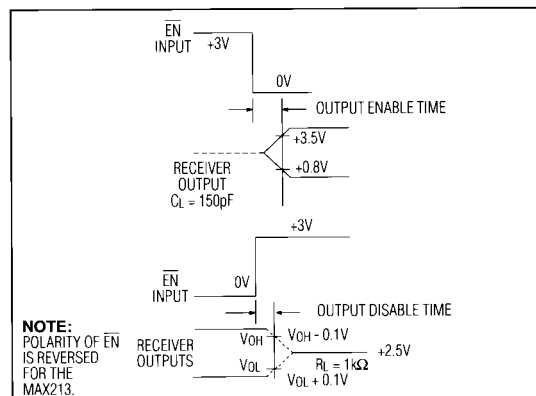 EN
INPUT
+3V
0V
OUTPUT ENABLE TIME
+3.5V
+0.8V
RECEIVER
OUTPUT
CL = 150pF
+3V
0V
EN
INPUT
OUTPUT DISABLE TIME
NOTE:
POLARITY OF EN
IS REVERSED
FOR THE
MAX213.
RECEIVER
OUTPUTS
VOH
VOL
VOH - 0.1V
+2.5V
RL = 1kΩ
VOL + 0.1V